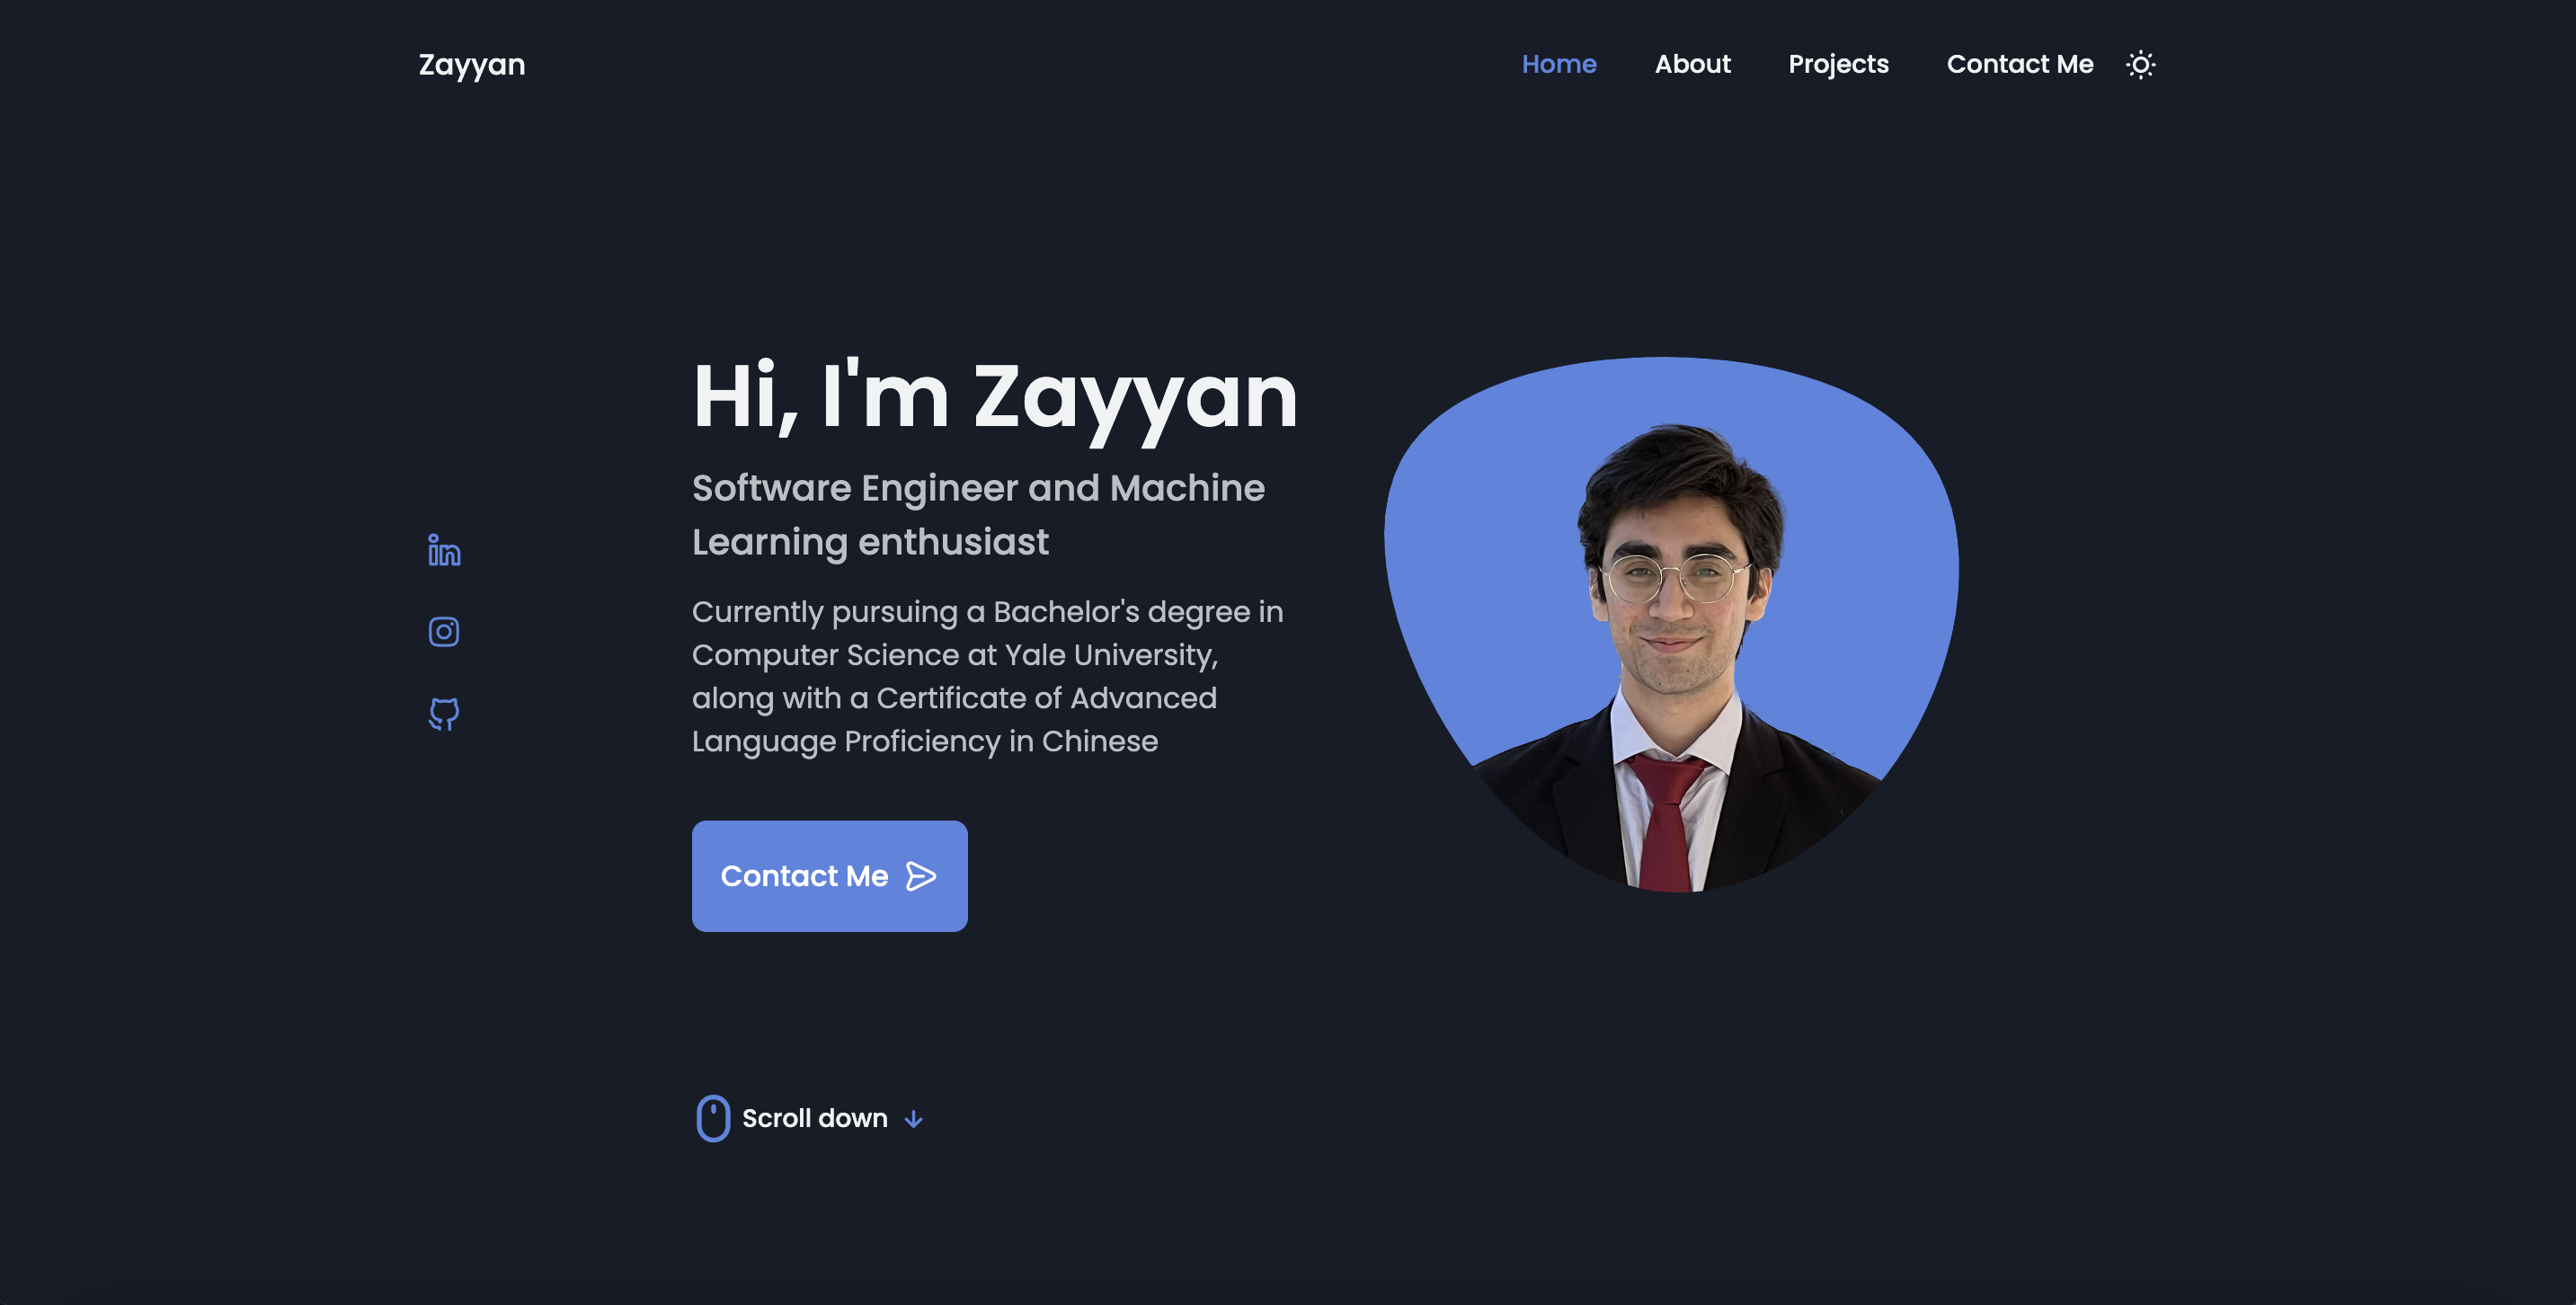 Zayyan
Home
About
Projects
Contact Me
Hi, I'm Zayyan
Software Engineer and Machine
Learning enthusiast
Currently pursuing a Bachelor's degree in
Computer Science at Yale University,
along with a Certificate of Advanced
Language Proficiency in Chinese
Contact Me
Scroll down